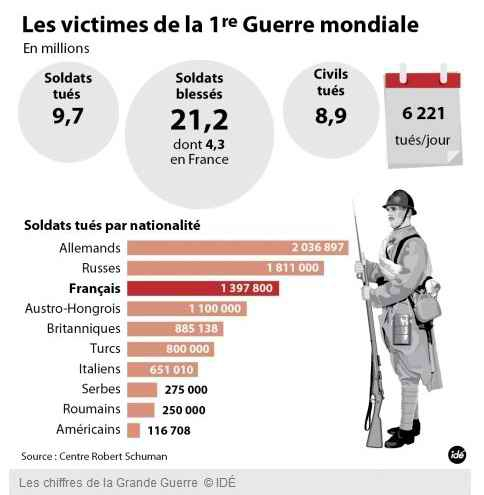 Les victimes de la 1re Guerre mondiale
En millions
Soldats
tués
9,7
Soldats
blessés
21,2
dont 4,3
en France
Civils
tués
8,9
6 221
tués/jour
Soldats tués par nationalité
Allemands 2 036 897
Russes 1 811 000
Français 1 397 800
Austro-Hongrois 1 100 000
Britanniques 885 138
Turcs 800 000
Italiens 651 010
Serbes 275 000
Roumains 250 000
Américains 116 708
Source : Centre Robert Schuman
idé
Les chiffres de la Grande Guerre © IDÉ